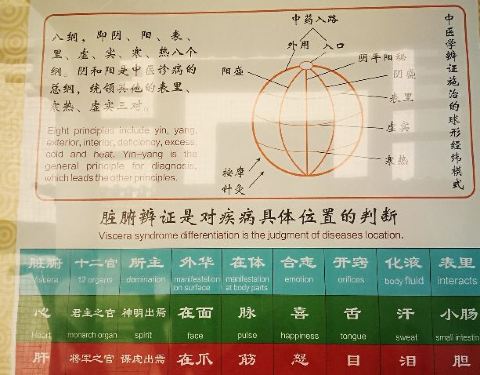 八纲，即阴、阳、表、
里、虚、实、寒、热八个
纲。阴和阳是中医诊病的
总纲，统领其他的表里、
寒热、虚实三对。
Eight principles include yin, yang,
exterior, interior, deficiency, excess,
cold and heat. Yin-yang is the
general principle for diagnosis,
which leads the other principles.
中药入路
外用 入口
阳盛
阴平阳秘
阴盛
表里
虚实
寒热
按摩
针灸
中医学辨证施治的球形经纬模式
脏腑辨证是对疾病具体位置的判断
Viscera syndrome differentiation is the judgment of diseases location.
脏腑 十二官 所主 外华 在体 合志 开窍 化液 表里
Viscera 12 organs domination manifestation on surface manifestation at body parts emotion orifices body fluid interacts
心 君主之官 神明出焉 在面 脉 喜 舌 汗 小肠
Heart monarch organ spirit face pulse happiness tongue sweat small intestin
肝 将军之官 谋虑出焉 在爪 筋 怒 目 泪 胆